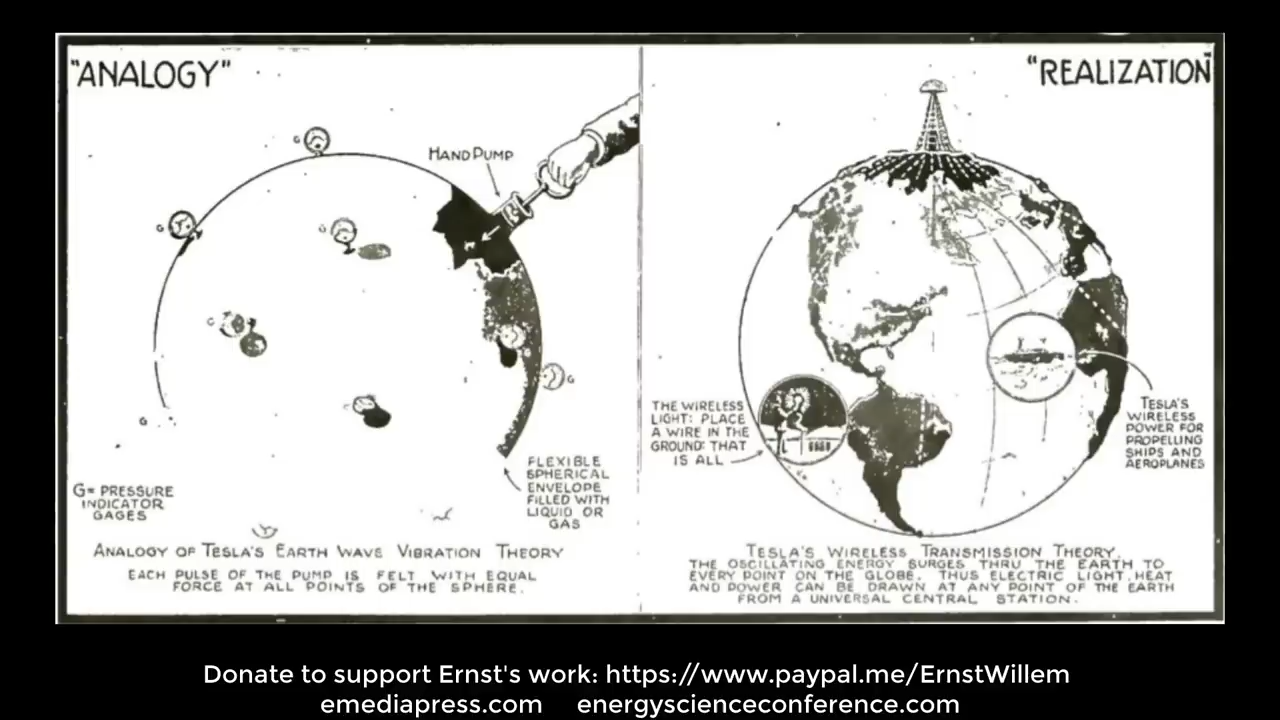 "ANALOGY"
HAND PUMP
G
G
G
G
G
G
G= PRESSURE
INDICATOR
GAGES
FLEXIBLE
SPHERICAL
ENVELOPE
FILLED WITH
LIQUID OR
GAS
ANALOGY OF TESLA'S EARTH WAVE VIBRATION THEORY
EACH PULSE OF THE PUMP IS FELT WITH EQUAL
FORCE AT ALL POINTS OF THE SPHERE.
"REALIZATION"
THE WIRELESS
LIGHT: PLACE
A WIRE IN THE
GROUND: THAT
IS ALL
TESLA'S
WIRELESS
POWER FOR
PROPELLING
SHIPS AND
AEROPLANES
TESLA'S WIRELESS TRANSMISSION THEORY.
THE OSCILLATING ENERGY SURGES THRU THE EARTH TO
EVERY POINT ON THE GLOBE. THUS ELECTRIC LIGHT, HEAT
AND POWER CAN BE DRAWN AT ANY POINT OF THE EARTH
FROM A UNIVERSAL CENTRAL STATION.
Donate to support Ernst's work: https://www.paypal.me/ErnstWillem
emediapress.com energyscienceconference.com